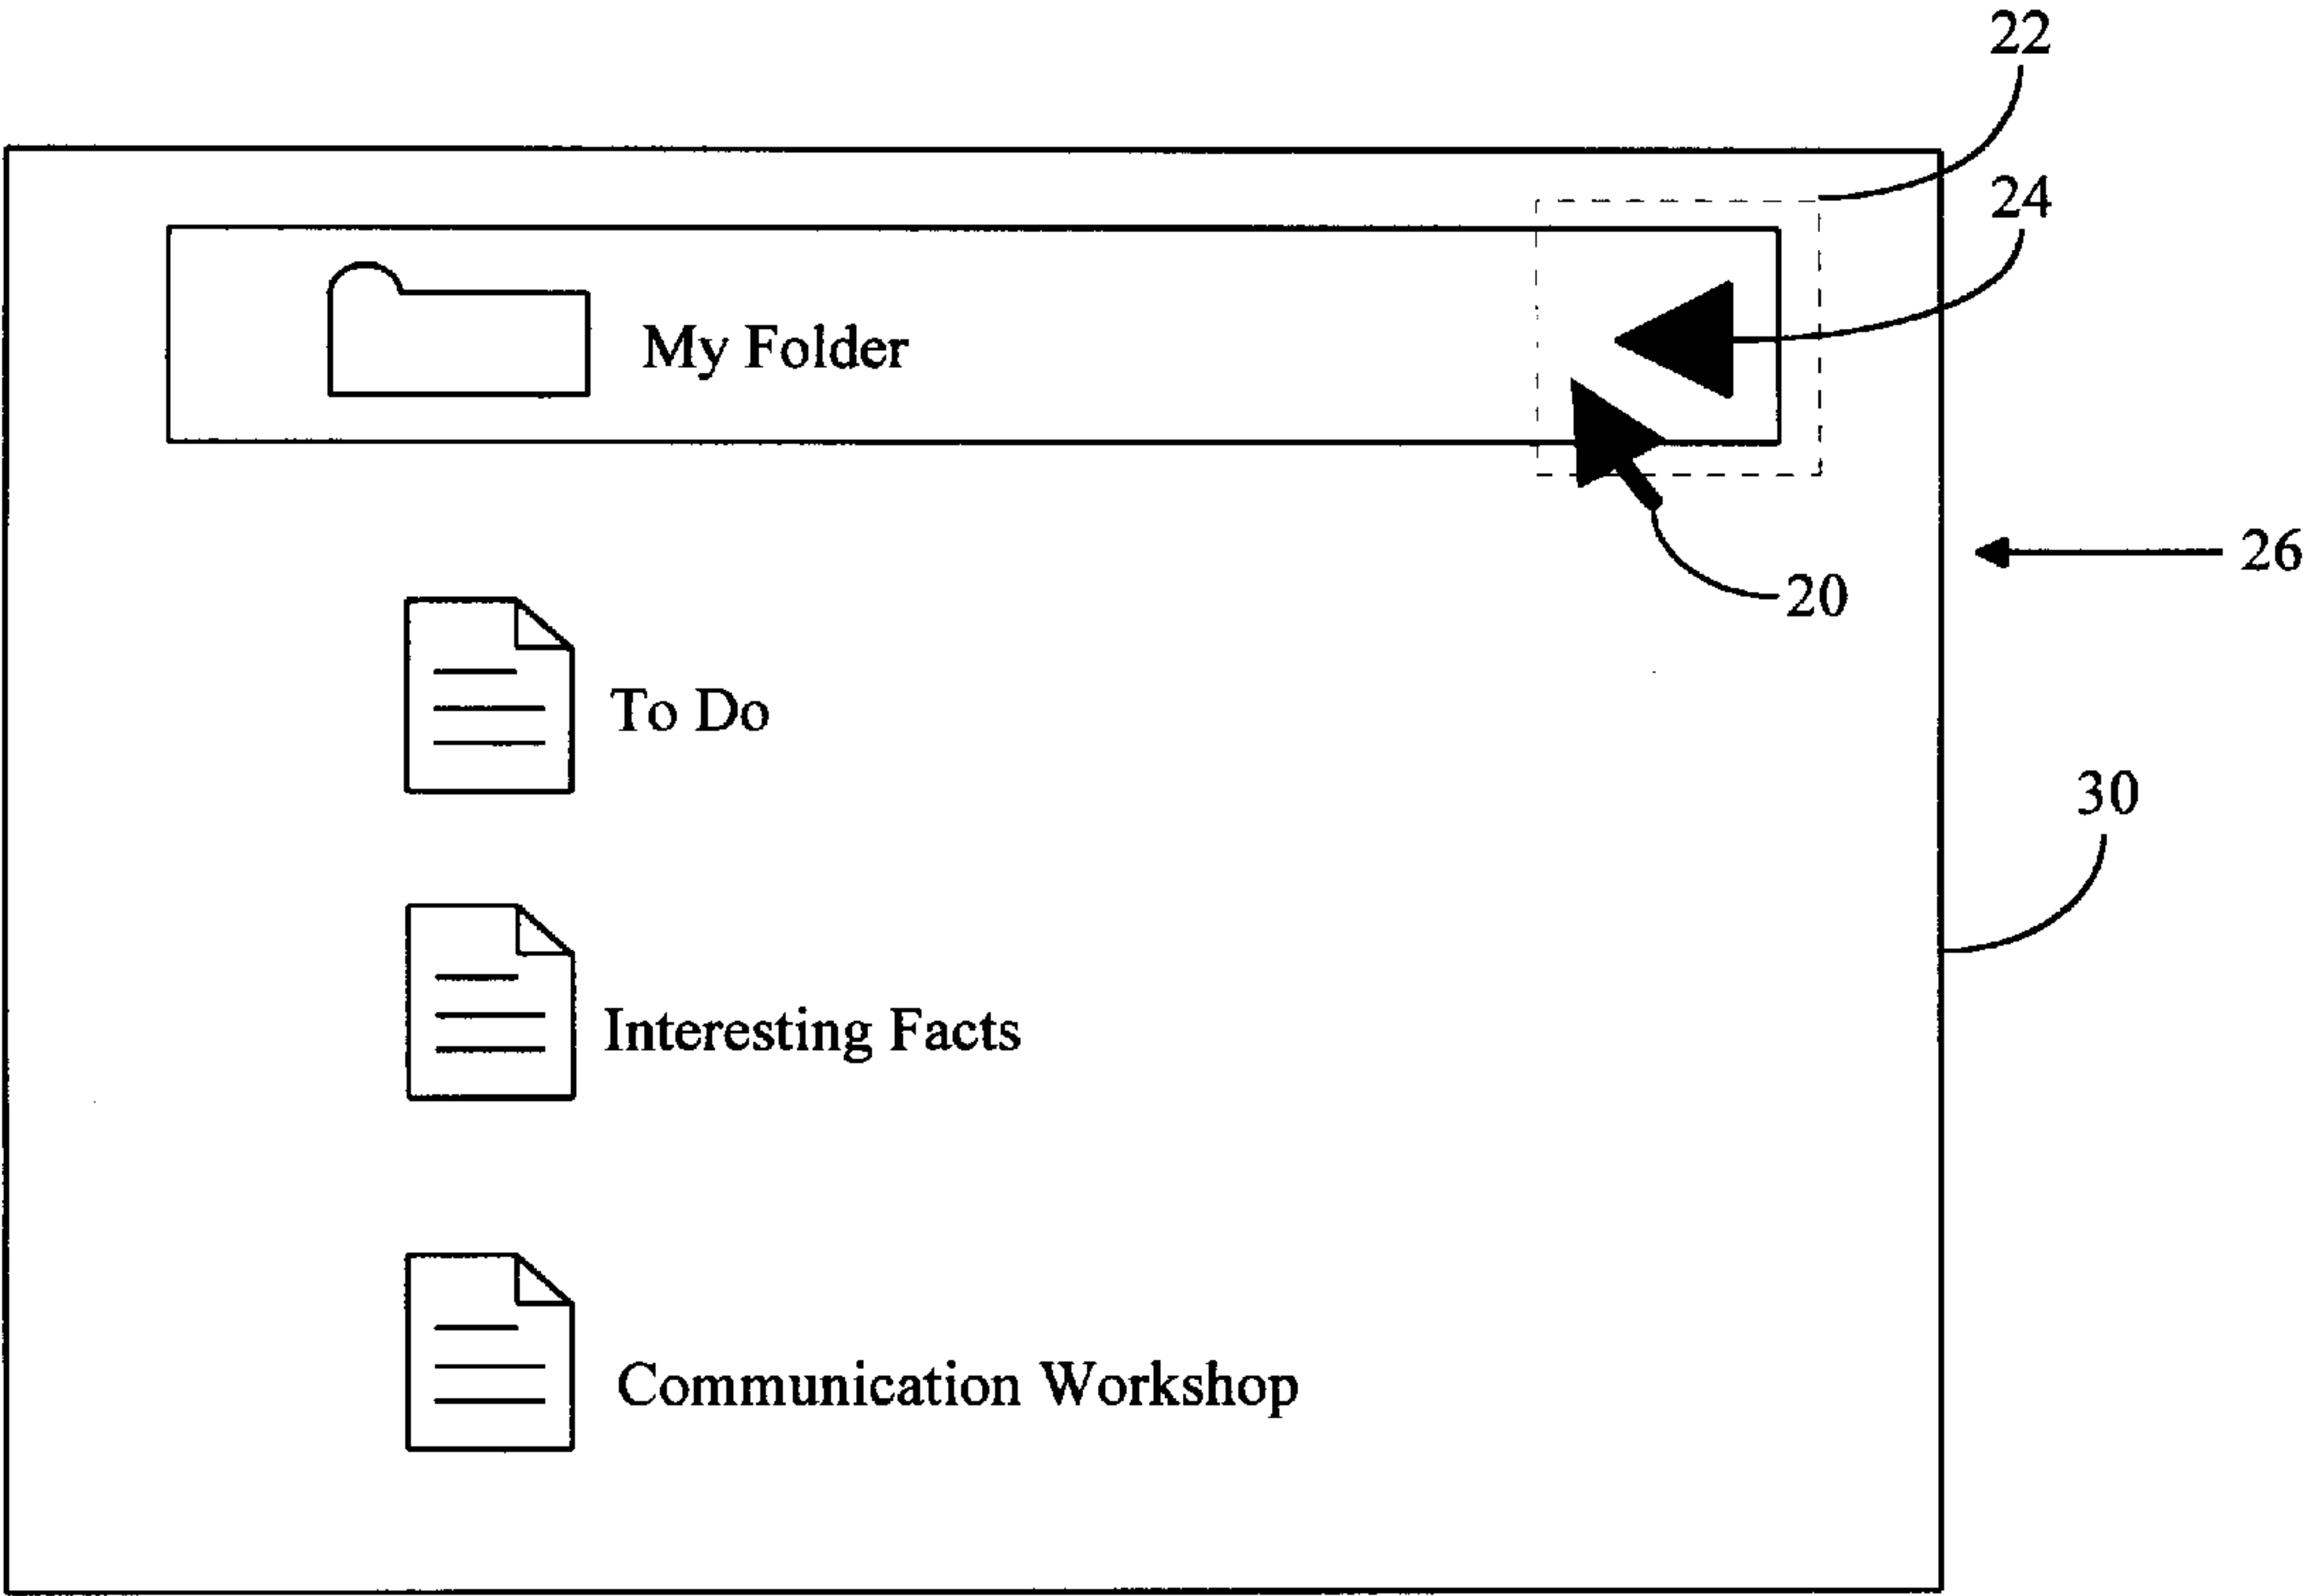 22
24
My Folder
26
20
To Do
30
Interesting Facts
Communication Workshop